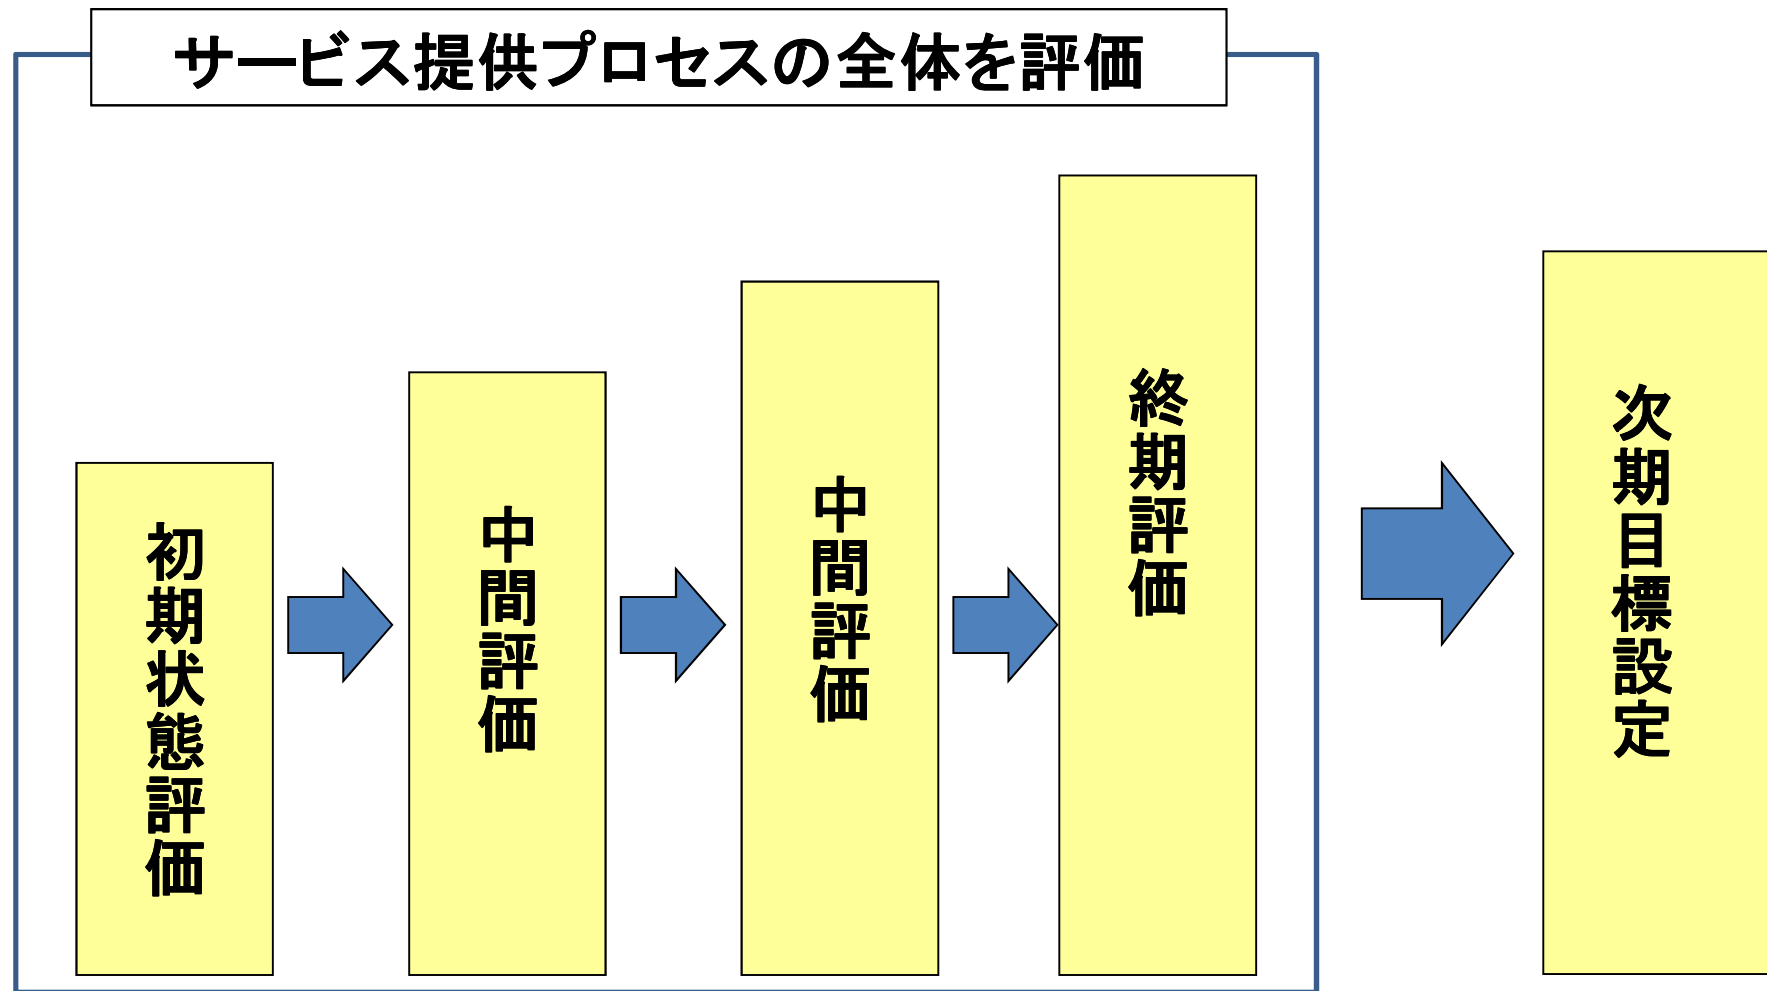 サービス提供プロセスの全体を評価
初期状態評価
中間評価
中間評価
終期評価
次期目標設定